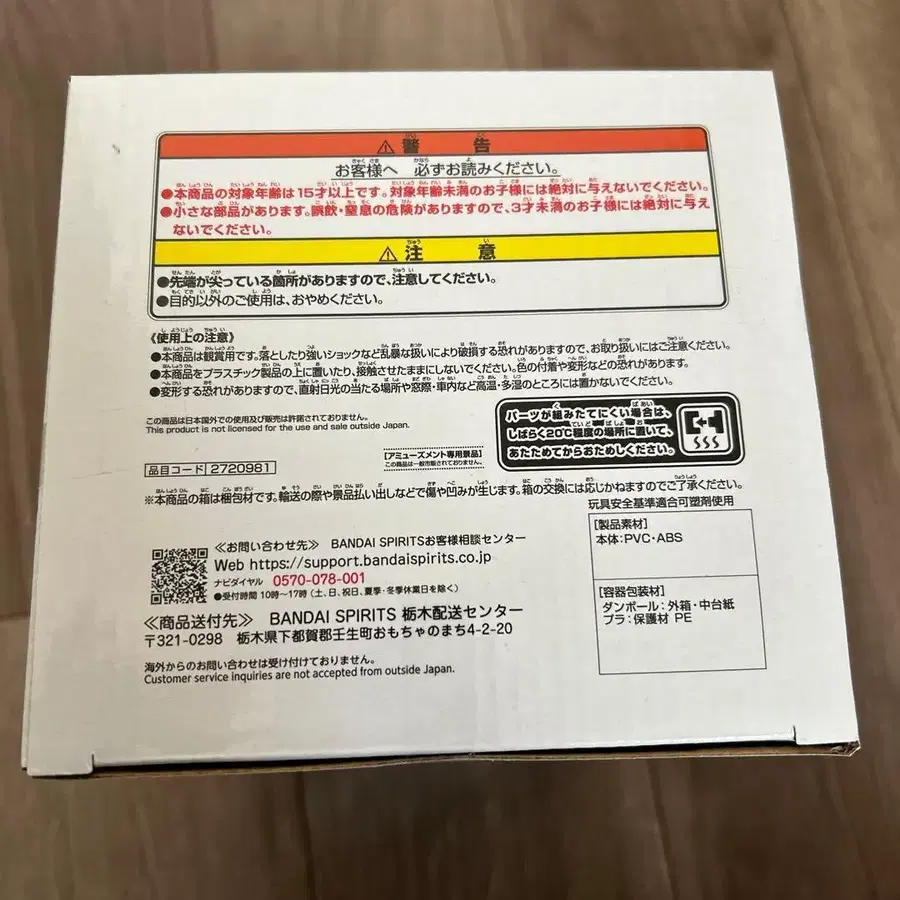 ⚠警告
お客様へ 必ずお読みください。
●本商品の対象年齢は15才以上です。対象年齢未満のお子様には絶対に与えないでください。
●小さな部品があります。誤飲・窒息の危険がありますので、3才未満のお子様には絶対に与え
ないでください。
⚠注意
●先端が尖っている箇所がありますので、注意してください。
●目的以外のご使用は、おやめください。
《使用上の注意》
●本商品は観賞用です。落としたり強いショックなど乱暴な扱いにより破損する恐れがありますので、お取り扱いにはご注意ください。
●本商品をプラスチック製品の上に置いたり、接触させたままにしないでください。色の付着や変形などの恐れがあります。
●変形する恐れがありますので、直射日光の当たる場所や窓際・車内など高温・多湿のところには置かないでください。
この商品は日本国外での使用及び販売は許諾されておりません。
This product is not licensed for the use and sale outside Japan.
パーツが組みたてにくい場合は、
しばらく20℃程度の場所に置いて、
あたためてからおためしください。
品目コード 2720981
[アミューズメント専用景品]
この商品は一般市販されておりません。
※本商品の箱は梱包材です。輸送の際や景品払い出しなどで傷や凹みが生じます。箱の交換には応じかねますのでご了承ください。
玩具安全基準適合可塑剤使用
[製品素材]
本体:PVC・ABS
[容器包装材]
ダンボール:外箱・中台紙
プラ:保護材 PE
≪お問い合わせ先≫ BANDAI SPIRITSお客様相談センター
Web https://support.bandaispirits.co.jp
ナビダイヤル 0570-078-001
●受付時間 10時〜17時(土、日、祝日、夏季・冬季休業日を除く)
≪商品送付先≫ BANDAI SPIRITS 栃木配送センター
〒321-0298 栃木県下都賀郡壬生町おもちゃのまち4-2-20
海外からのお問い合わせは受け付けておりません。
Customer service inquiries are not accepted from outside Japan.